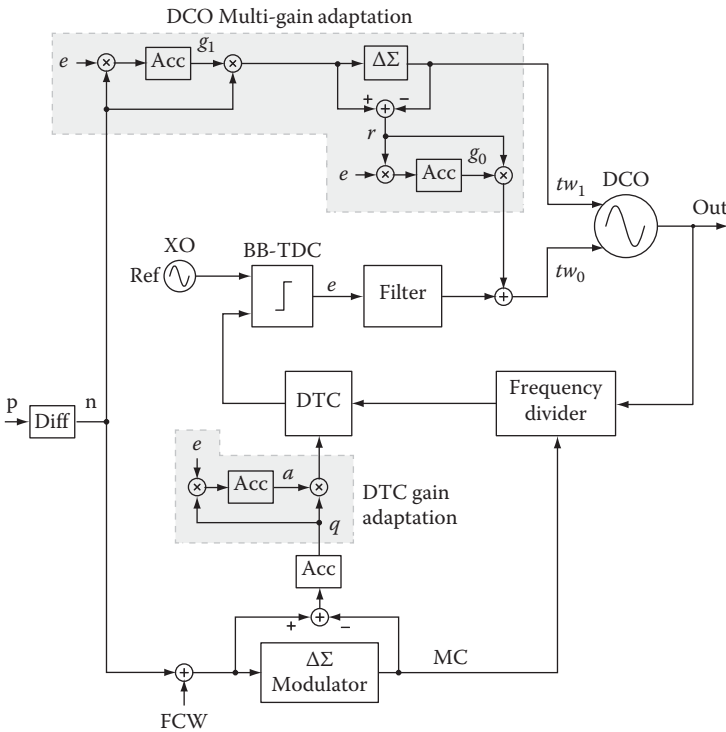 DCO Multi-gain adaptation
e
Acc
g1
ΔΣ
+
−
r
e
Acc
g0
tw1
DCO
Out
XO
Ref
BB-TDC
e
Filter
tw0
p
Diff
n
DTC
Frequency
divider
e
Acc
a
q
DTC gain
adaptation
Acc
+
−
ΔΣ
Modulator
MC
FCW